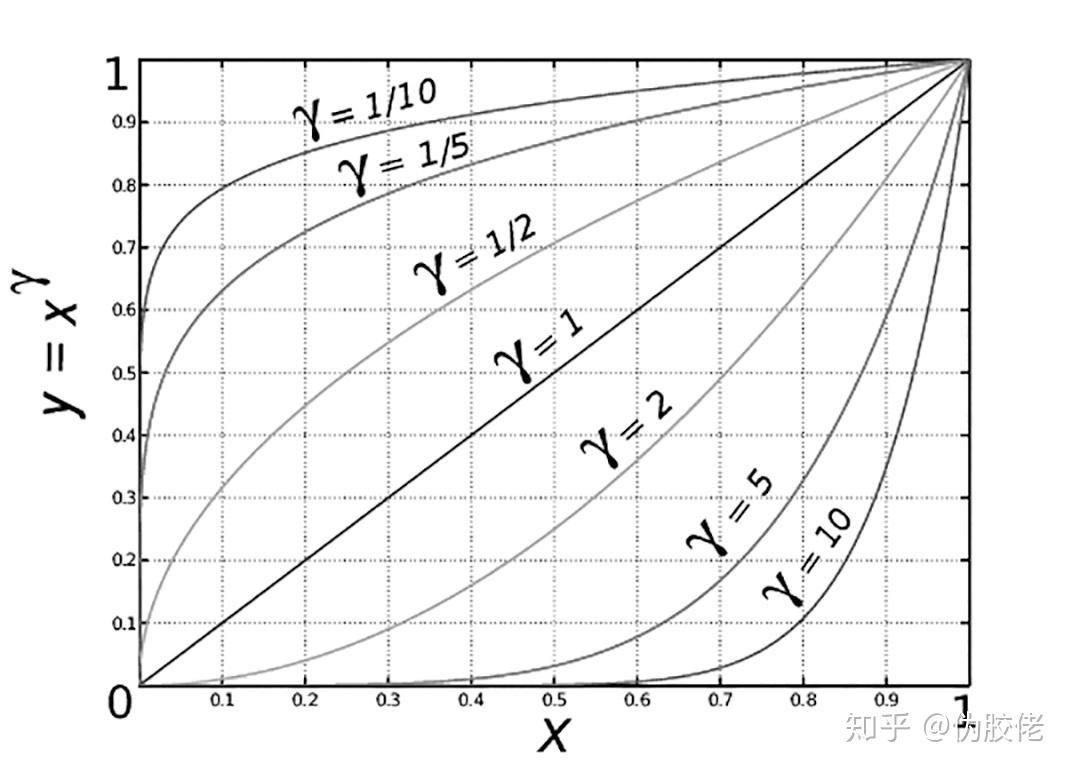 1
γ = 1/10
0.9
γ = 1/5
0.8
γ = 1/2
0.7
y = x^γ
0.6
γ = 1
0.5
γ = 2
0.4
γ = 5
0.3
γ = 10
0.2
0.1
0
0.1 0.2 0.3 0.4 0.5 0.6 0.7 0.8 0.9 1
x
知乎 @伪胶佬